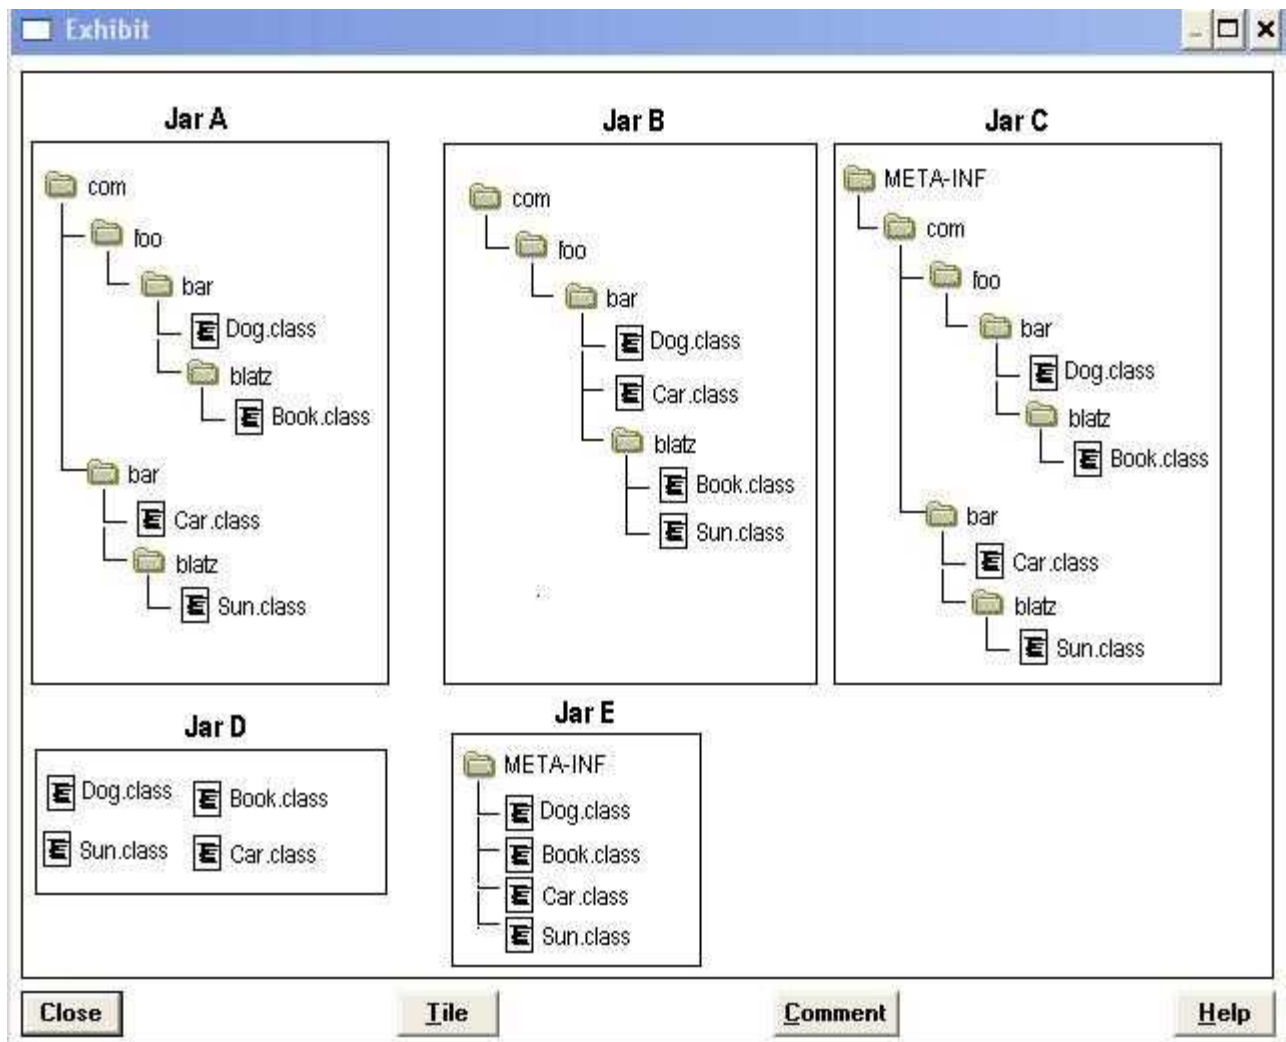 Exhibit
Jar A
com
foo
bar
Dog.class
blatz
Book.class
bar
Car.class
blatz
Sun.class
Jar B
com
foo
bar
Dog.class
Car.class
blatz
Book.class
Sun.class
Jar C
META-INF
com
foo
bar
Dog.class
blatz
Book.class
bar
Car.class
blatz
Sun.class
Jar D
Dog.class Book.class
Sun.class Car.class
Jar E
META-INF
Dog.class
Book.class
Car.class
Sun.class
Close Tile Comment Help